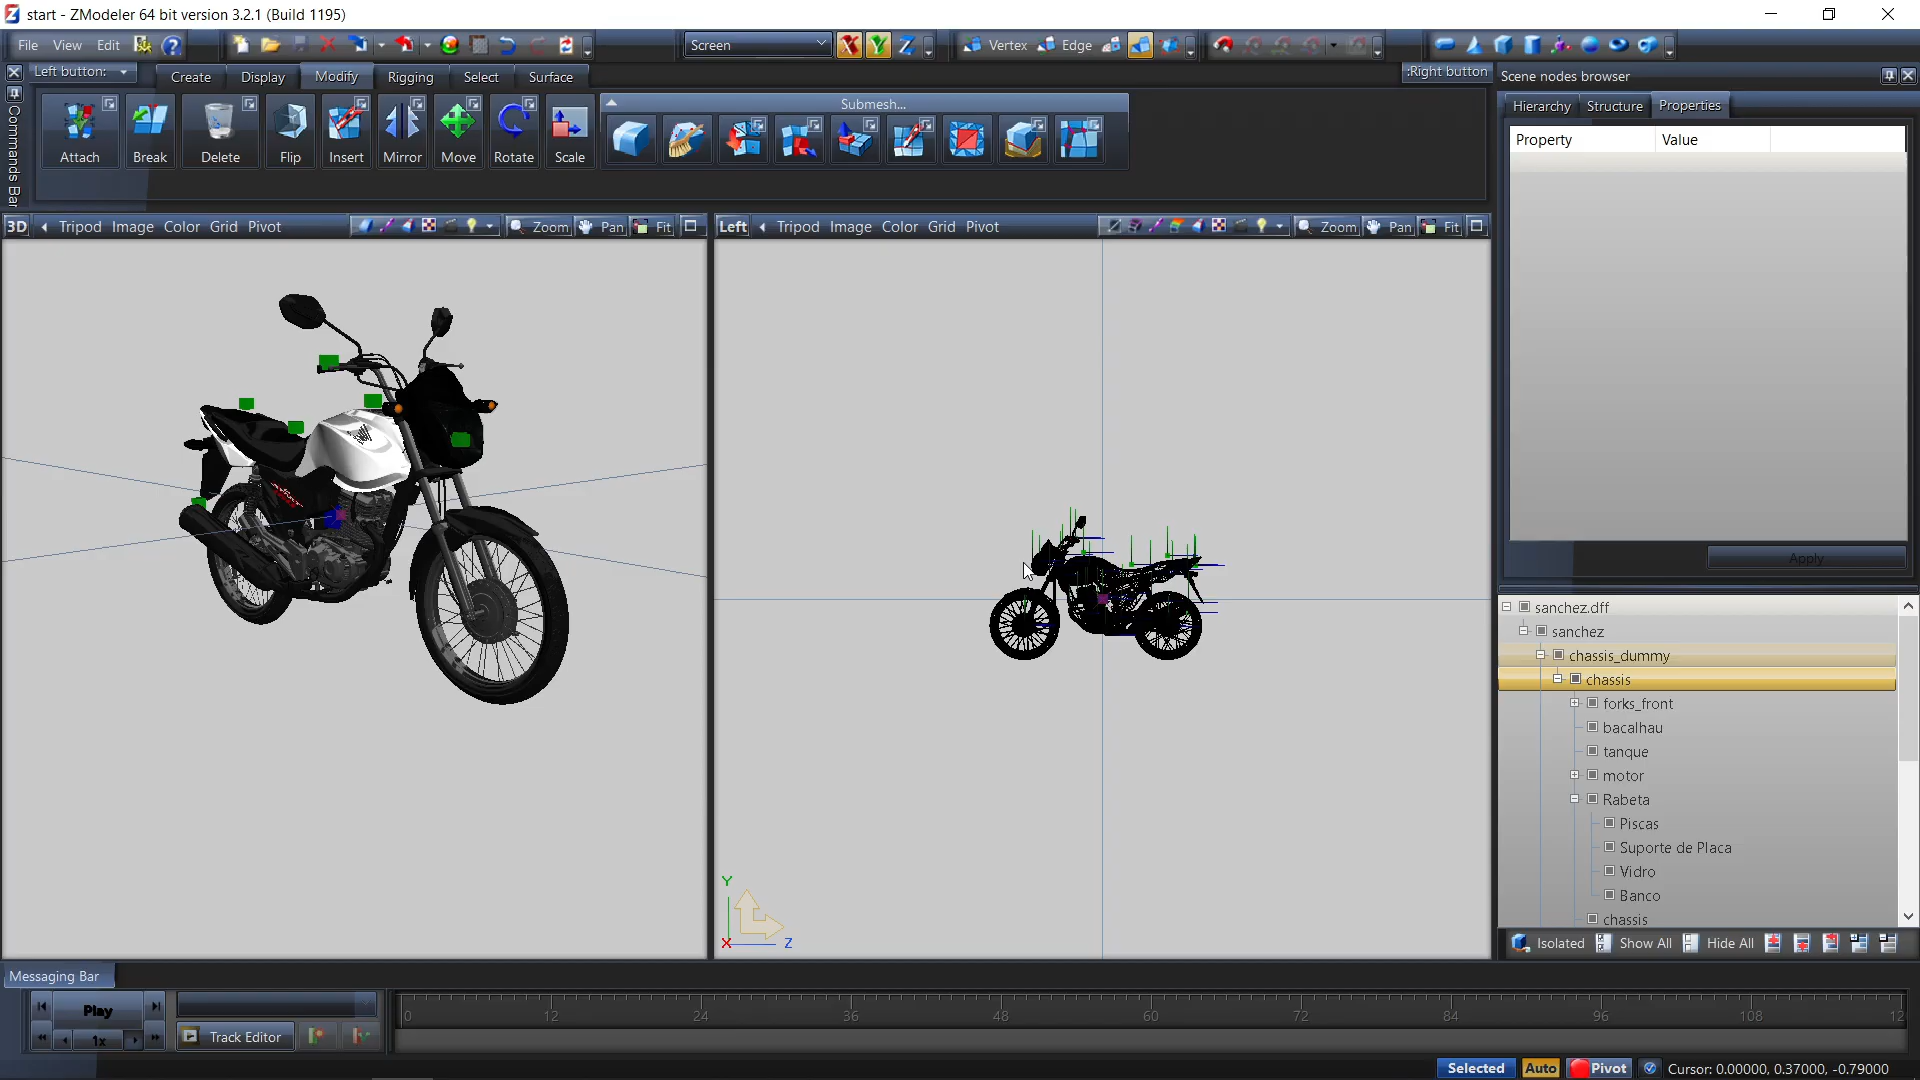 start - ZModeler 64 bit version 3.2.1 (Build 1195)
File View Edit Screen X Y Z Vertex Edge
Left button: Create Display Modify Rigging Select Surface :Right button
Scene nodes browser
Commands Bar
Submesh...
Attach Break Delete Flip Insert Mirror Move Rotate Scale
Hierarchy Structure Properties
Property Value
3D Tripod Image Color Grid Pivot Zoom Pan Fit
Left Tripod Image Color Grid Pivot Zoom Pan Fit
Apply
sanchez.dff
sanchez
chassis_dummy
chassis
forks_front
bacalhau
tanque
motor
Rabeta
Piscas
Suporte de Placa
Vidro
Banco
chassis
Y
X Z
Isolated Show All Hide All
Messaging Bar
Play
1x
Track Editor
0 12 24 36 48 60 72 84 96 108 12
Selected Auto Pivot Cursor: 0.00000, 0.37000, -0.79000